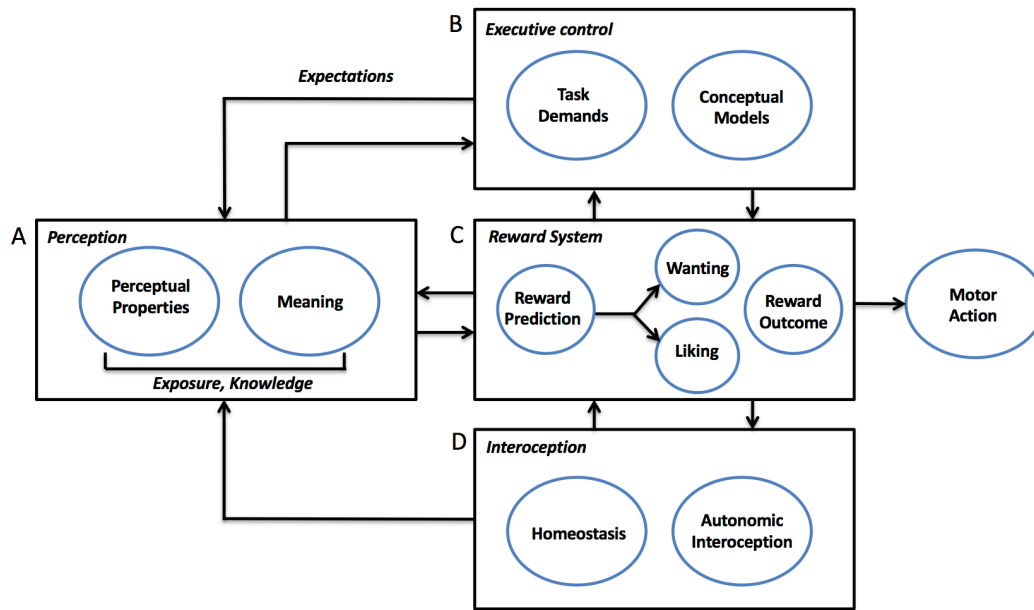 B
Executive control
Task
Demands
Conceptual
Models
Expectations
A
Perception
Perceptual
Properties
Meaning
Exposure, Knowledge
C
Reward System
Reward
Prediction
Wanting
Liking
Reward
Outcome
Motor
Action
D
Interoception
Homeostasis
Autonomic
Interoception